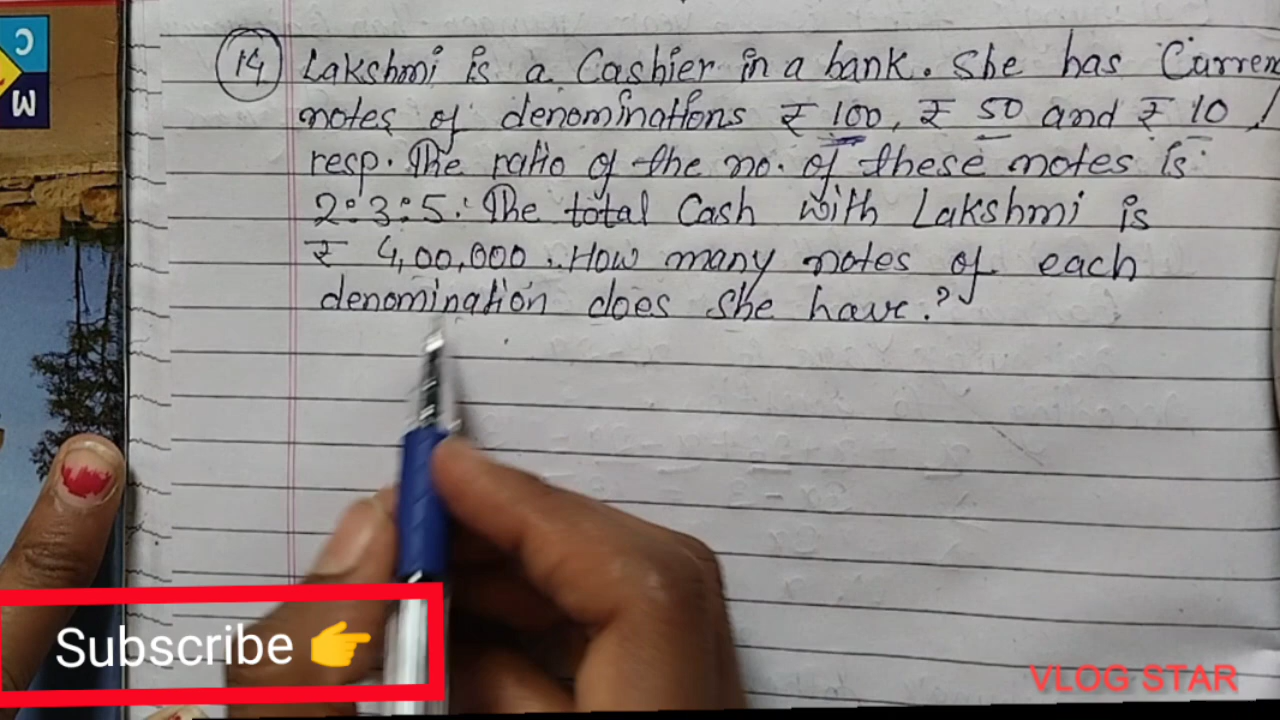 14 Lakshmi is a Cashier in a bank. She has Curren
notes of denominations ₹ 100, ₹ 50 and ₹ 10
resp. The ratio of the no. of these notes is
2:3:5. The total Cash with Lakshmi is
₹ 4,00,000. How many notes of each
denomination does she have?
Subscribe 👉
VLOG STAR